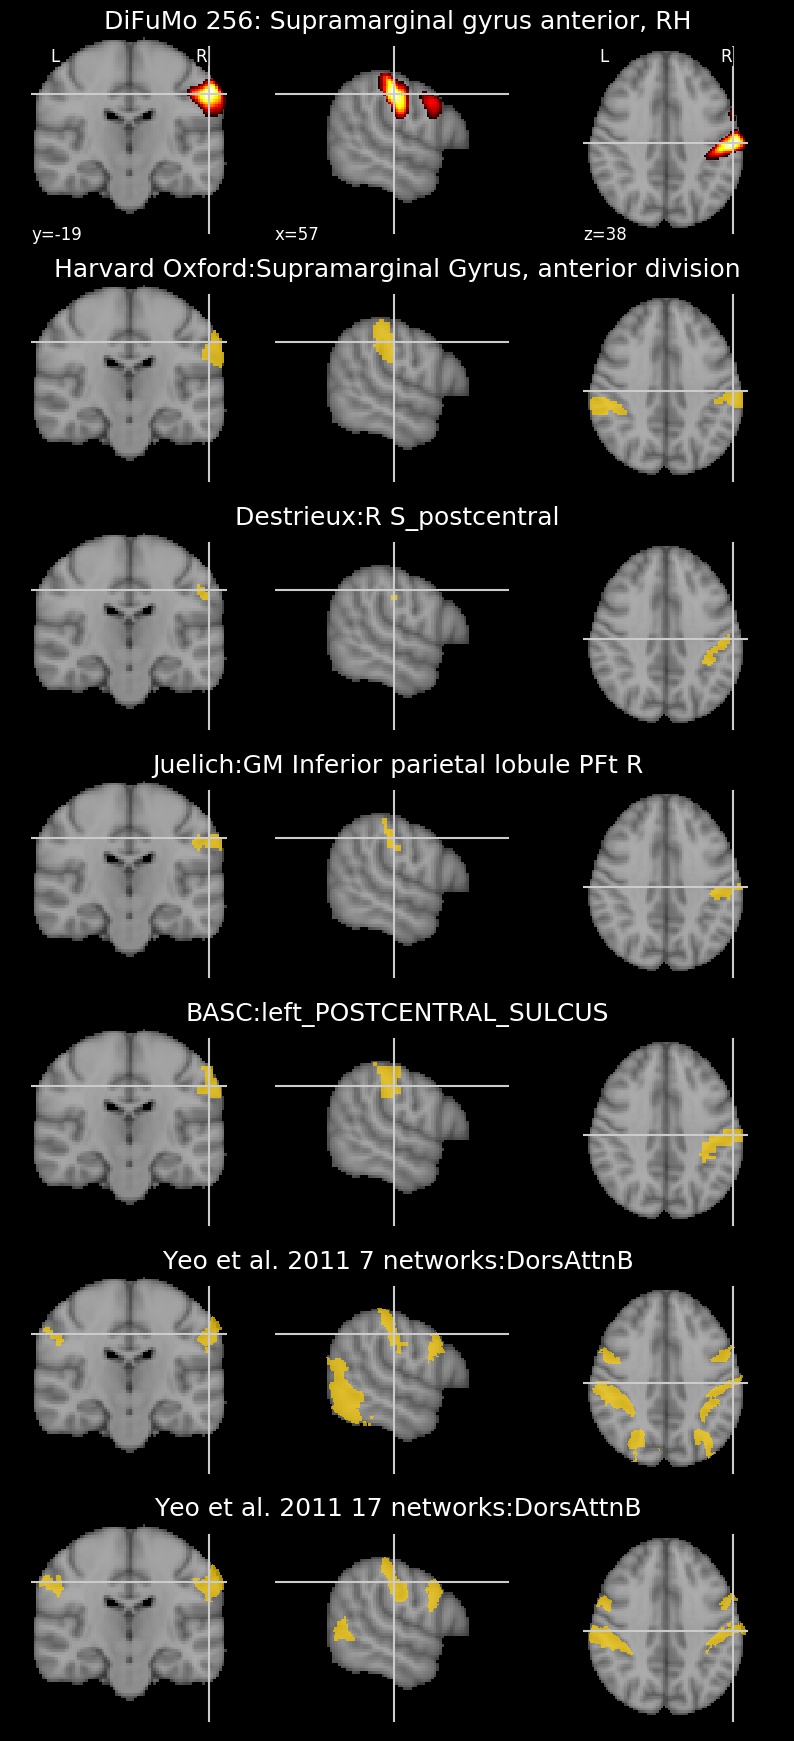 DiFuMo 256: Supramarginal gyrus anterior, RH
L R L R
y=-19 x=57 z=38
Harvard Oxford:Supramarginal Gyrus, anterior division
Destrieux:R S_postcentral
Juelich:GM Inferior parietal lobule PFt R
BASC:left_POSTCENTRAL_SULCUS
Yeo et al. 2011 7 networks:DorsAttnB
Yeo et al. 2011 17 networks:DorsAttnB